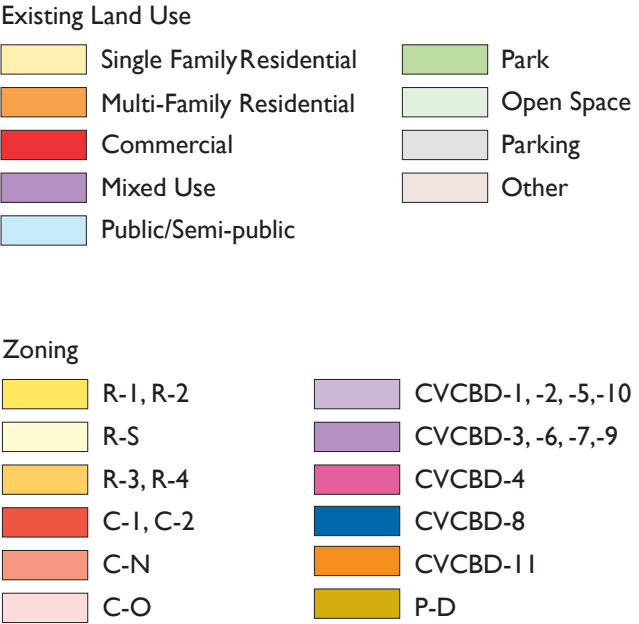 Existing Land Use
Single Family Residential
Multi-Family Residential
Commercial
Mixed Use
Public/Semi-public
Park
Open Space
Parking
Other
Zoning
R-1, R-2
R-S
R-3, R-4
C-1, C-2
C-N
C-O
CVCBD-1, -2, -5,-10
CVCBD-3, -6, -7,-9
CVCBD-4
CVCBD-8
CVCBD-11
P-D